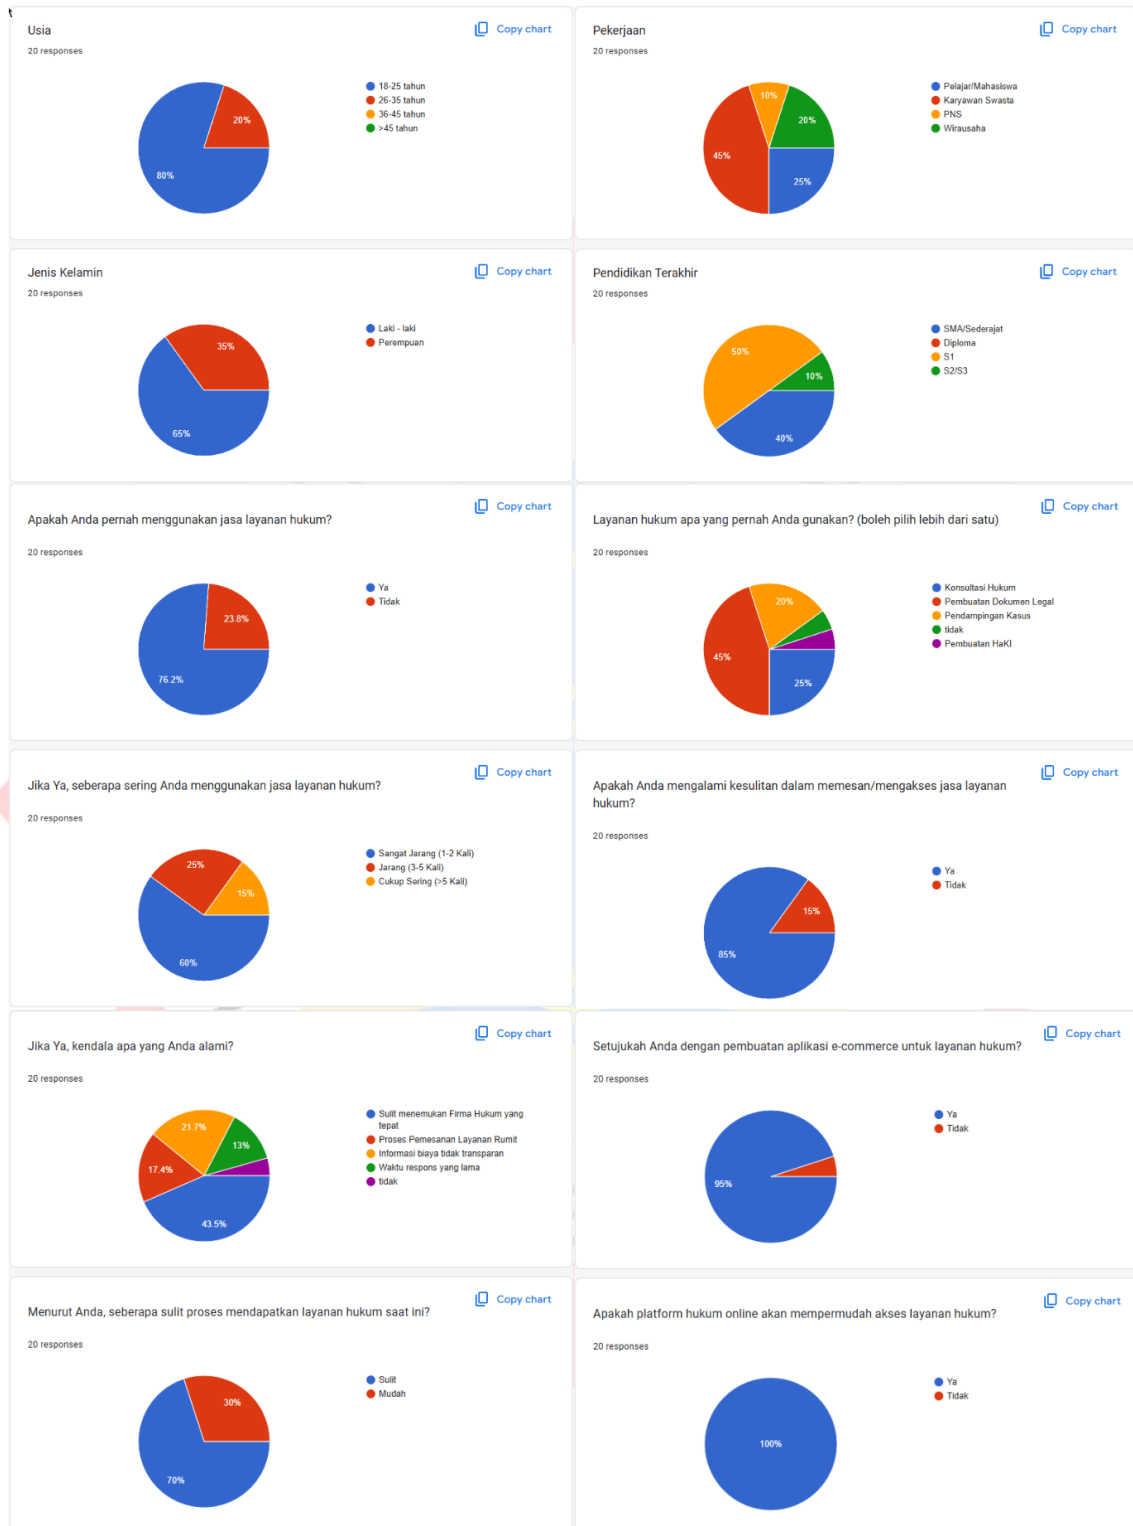 Usia
Copy chart
20 responses
18-25 tahun
26-35 tahun
36-45 tahun
>45 tahun
20%
80%
Pekerjaan
Copy chart
20 responses
Pelajar/Mahasiswa
Karyawan Swasta
PNS
Wirausaha
10%
20%
45%
25%
Jenis Kelamin
Copy chart
20 responses
Laki - laki
Perempuan
35%
65%
Pendidikan Terakhir
Copy chart
20 responses
SMA/Sederajat
Diploma
S1
S2/S3
50%
10%
40%
Apakah Anda pernah menggunakan jasa layanan hukum?
Copy chart
20 responses
Ya
Tidak
23.8%
76.2%
Layanan hukum apa yang pernah Anda gunakan? (boleh pilih lebih dari satu)
Copy chart
20 responses
Konsultasi Hukum
Pembuatan Dokumen Legal
Pendampingan Kasus
tidak
Pembuatan HaKI
20%
45%
25%
Jika Ya, seberapa sering Anda menggunakan jasa layanan hukum?
Copy chart
20 responses
Sangat Jarang (1-2 Kali)
Jarang (3-5 Kali)
Cukup Sering (>5 Kali)
25%
15%
60%
Apakah Anda mengalami kesulitan dalam memesan/mengakses jasa layanan
hukum?
Copy chart
20 responses
Ya
Tidak
15%
85%
Jika Ya, kendala apa yang Anda alami?
Copy chart
20 responses
Sulit menemukan Firma Hukum yang
tepat
Proses Pemesanan Layanan Rumit
Informasi biaya tidak transparan
Waktu respons yang lama
tidak
21.7%
13%
17.4%
43.5%
Setujukah Anda dengan pembuatan aplikasi e-commerce untuk layanan hukum?
Copy chart
20 responses
Ya
Tidak
95%
Menurut Anda, seberapa sulit proses mendapatkan layanan hukum saat ini?
Copy chart
20 responses
Sulit
Mudah
30%
70%
Apakah platform hukum online akan mempermudah akses layanan hukum?
Copy chart
20 responses
Ya
Tidak
100%